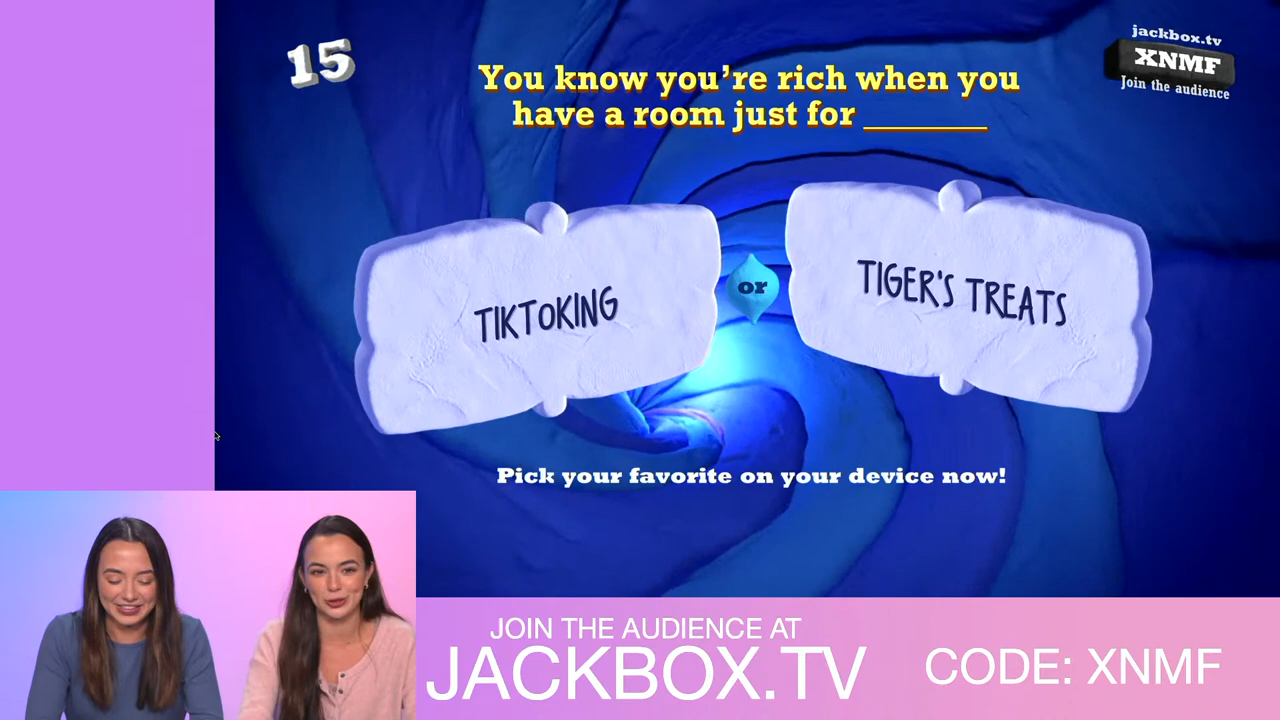 15
You know you're rich when you
have a room just for _______
jackbox.tv
XNMF
Join the audience
TIKTOKING
or
TIGER'S TREATS
Pick your favorite on your device now!
JOIN THE AUDIENCE AT
JACKBOX.TV
CODE: XNMF